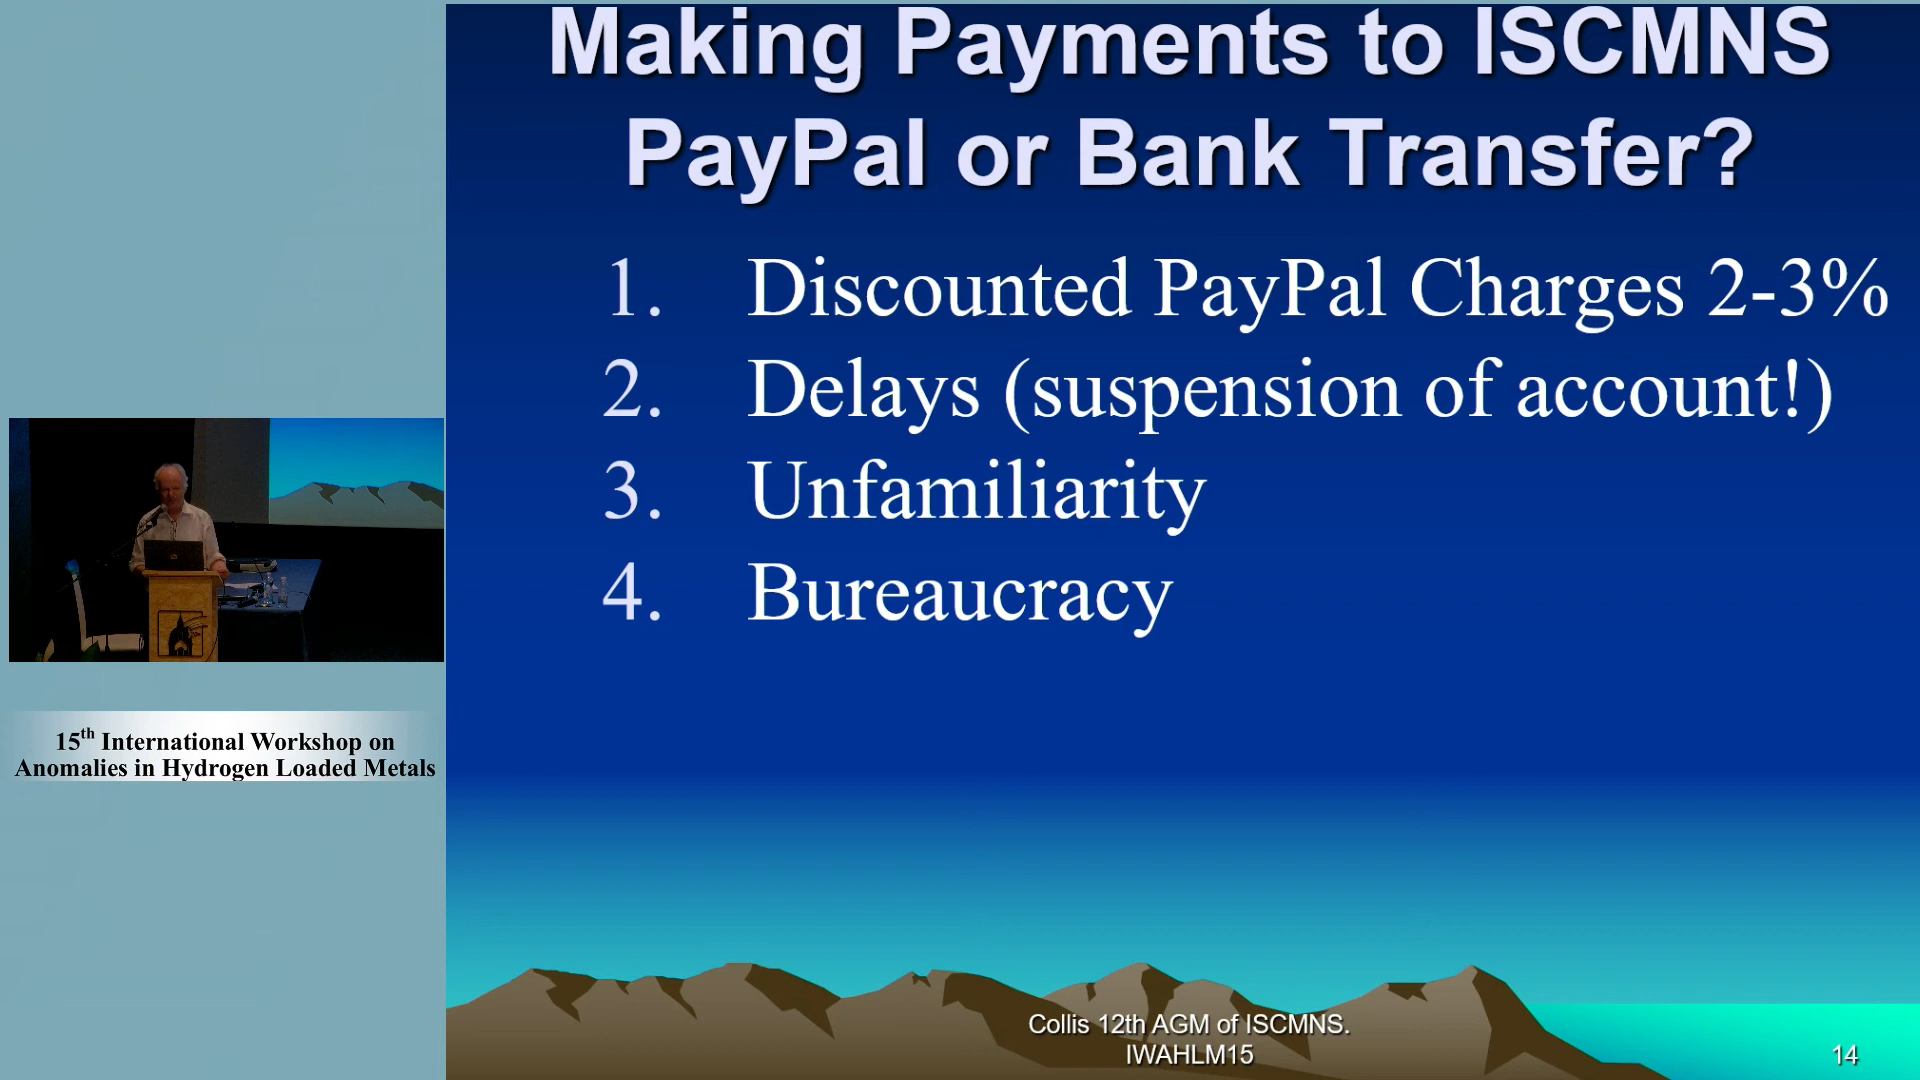 Making Payments to ISCMNS
PayPal or Bank Transfer?
1. Discounted PayPal Charges 2-3%
2. Delays (suspension of account!)
3. Unfamiliarity
4. Bureaucracy
15th International Workshop on
Anomalies in Hydrogen Loaded Metals
Collis 12th AGM of ISCMNS.
IWAHLM15
14